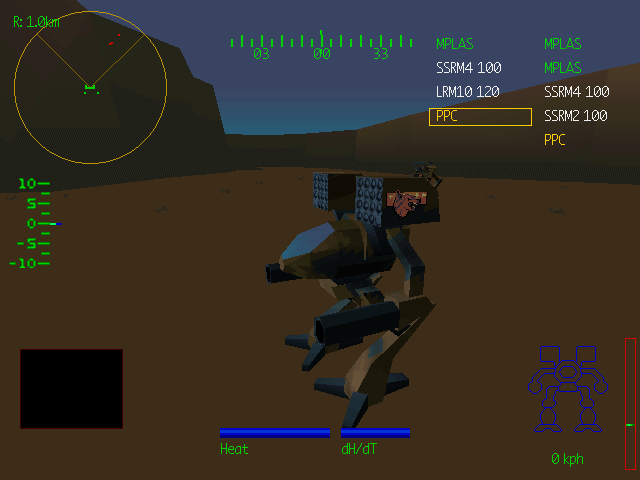 R: 1.0km
03 00 33
MPLAS MPLAS
SSRM4 100 MPLAS
LRM10 120 SSRM4 100
PPC SSRM2 100
PPC
10
5
0
-5
-10
Heat dH/dT
0 kph